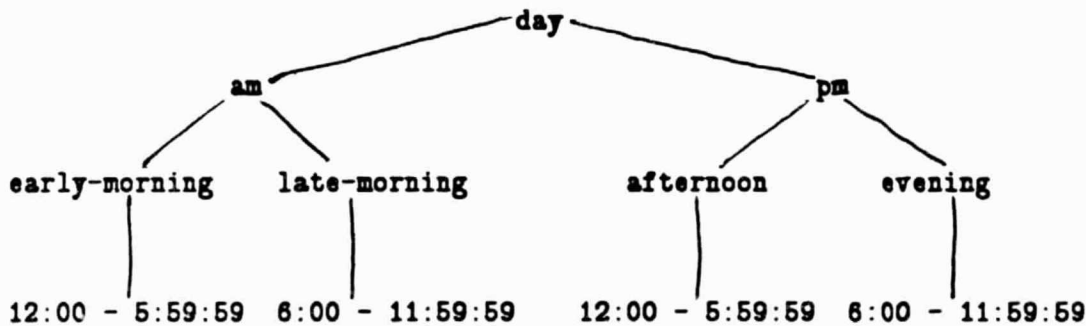 day
am pm
early-morning late-morning afternoon evening
12:00 - 5:59:59 6:00 - 11:59:59 12:00 - 5:59:59 6:00 - 11:59:59